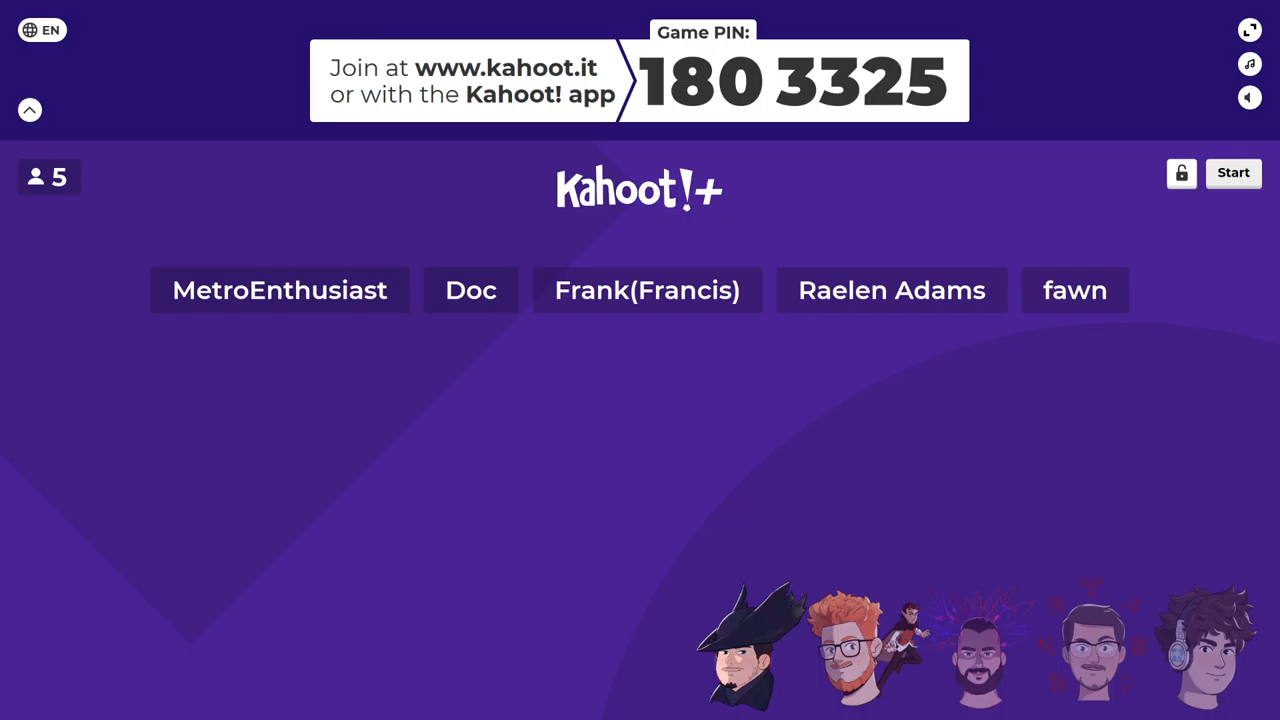 EN
Game PIN:
Join at www.kahoot.it
or with the Kahoot! app
180 3325
5
Kahoot!+
Start
MetroEnthusiast
Doc
Frank(Francis)
Raelen Adams
fawn